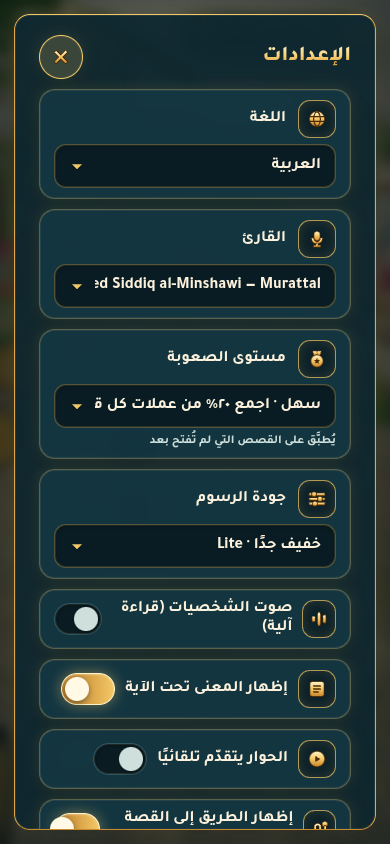 الإعدادات
اللغة
العربية
القارئ
ed Siddiq al-Minshawi – Murattal
مستوى الصعوبة
سهل · اجمع ٢٠% من عملات كل ق
يُطبَّق على القصص التي لم تُفتح بعد
جودة الرسوم
خفيف جدًا · Lite
صوت الشخصيات (قراءة
آلية)
إظهار المعنى تحت الآية
الحوار يتقدّم تلقائيًا
إظهار الطريق إلى القصة